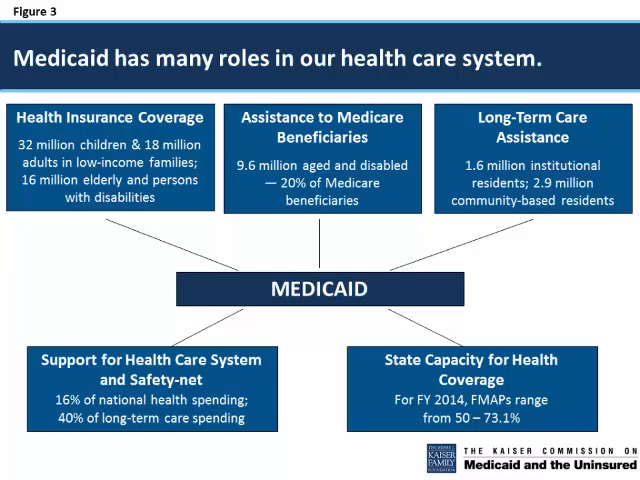 Figure 3
Medicaid has many roles in our health care system.
Health Insurance Coverage
32 million children & 18 million
adults in low-income families;
16 million elderly and persons
with disabilities
Assistance to Medicare
Beneficiaries
9.6 million aged and disabled
— 20% of Medicare
beneficiaries
Long-Term Care
Assistance
1.6 million institutional
residents; 2.9 million
community-based residents
MEDICAID
Support for Health Care System
and Safety-net
16% of national health spending;
40% of long-term care spending
State Capacity for Health
Coverage
For FY 2014, FMAPs range
from 50 – 73.1%
THE HENRY J.
KAISER
FAMILY
FOUNDATION
THE KAISER COMMISSION ON
Medicaid and the Uninsured